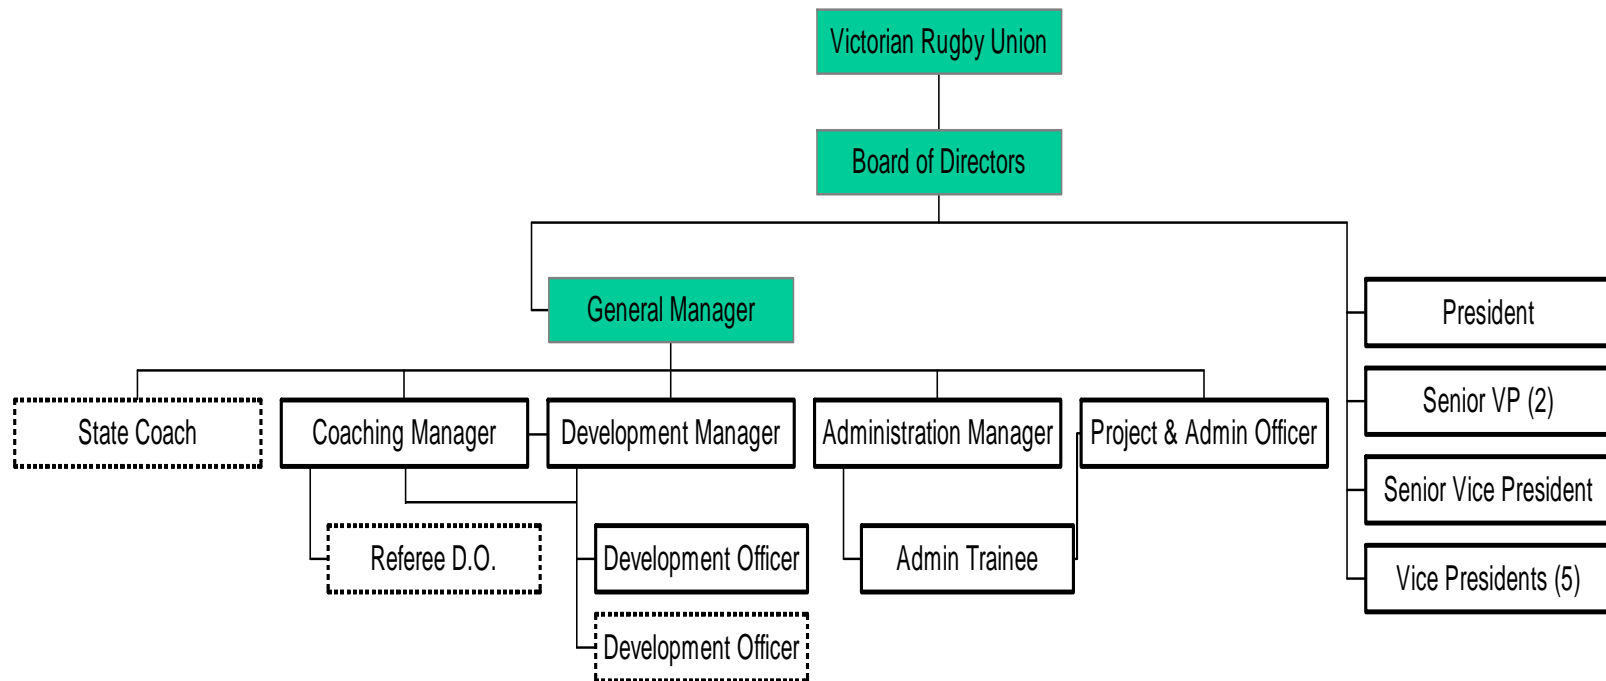 Victorian Rugby Union
Board of Directors
General Manager
President
State Coach
Coaching Manager
Development Manager
Administration Manager
Project & Admin Officer
Senior VP (2)
Senior Vice President
Referee D.O.
Development Officer
Admin Trainee
Vice Presidents (5)
Development Officer